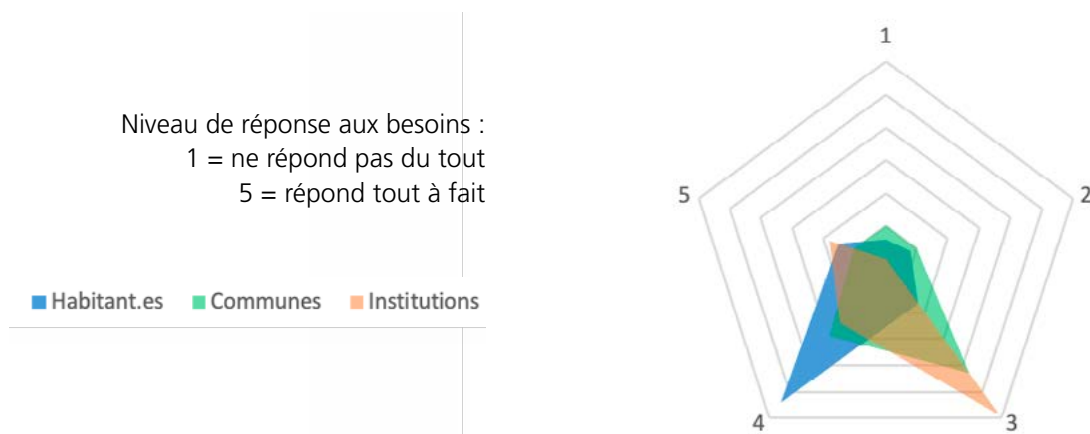 Niveau de réponse aux besoins :
1 = ne répond pas du tout
5 = répond tout à fait
Habitant.es Communes Institutions
1
5 2
4 3